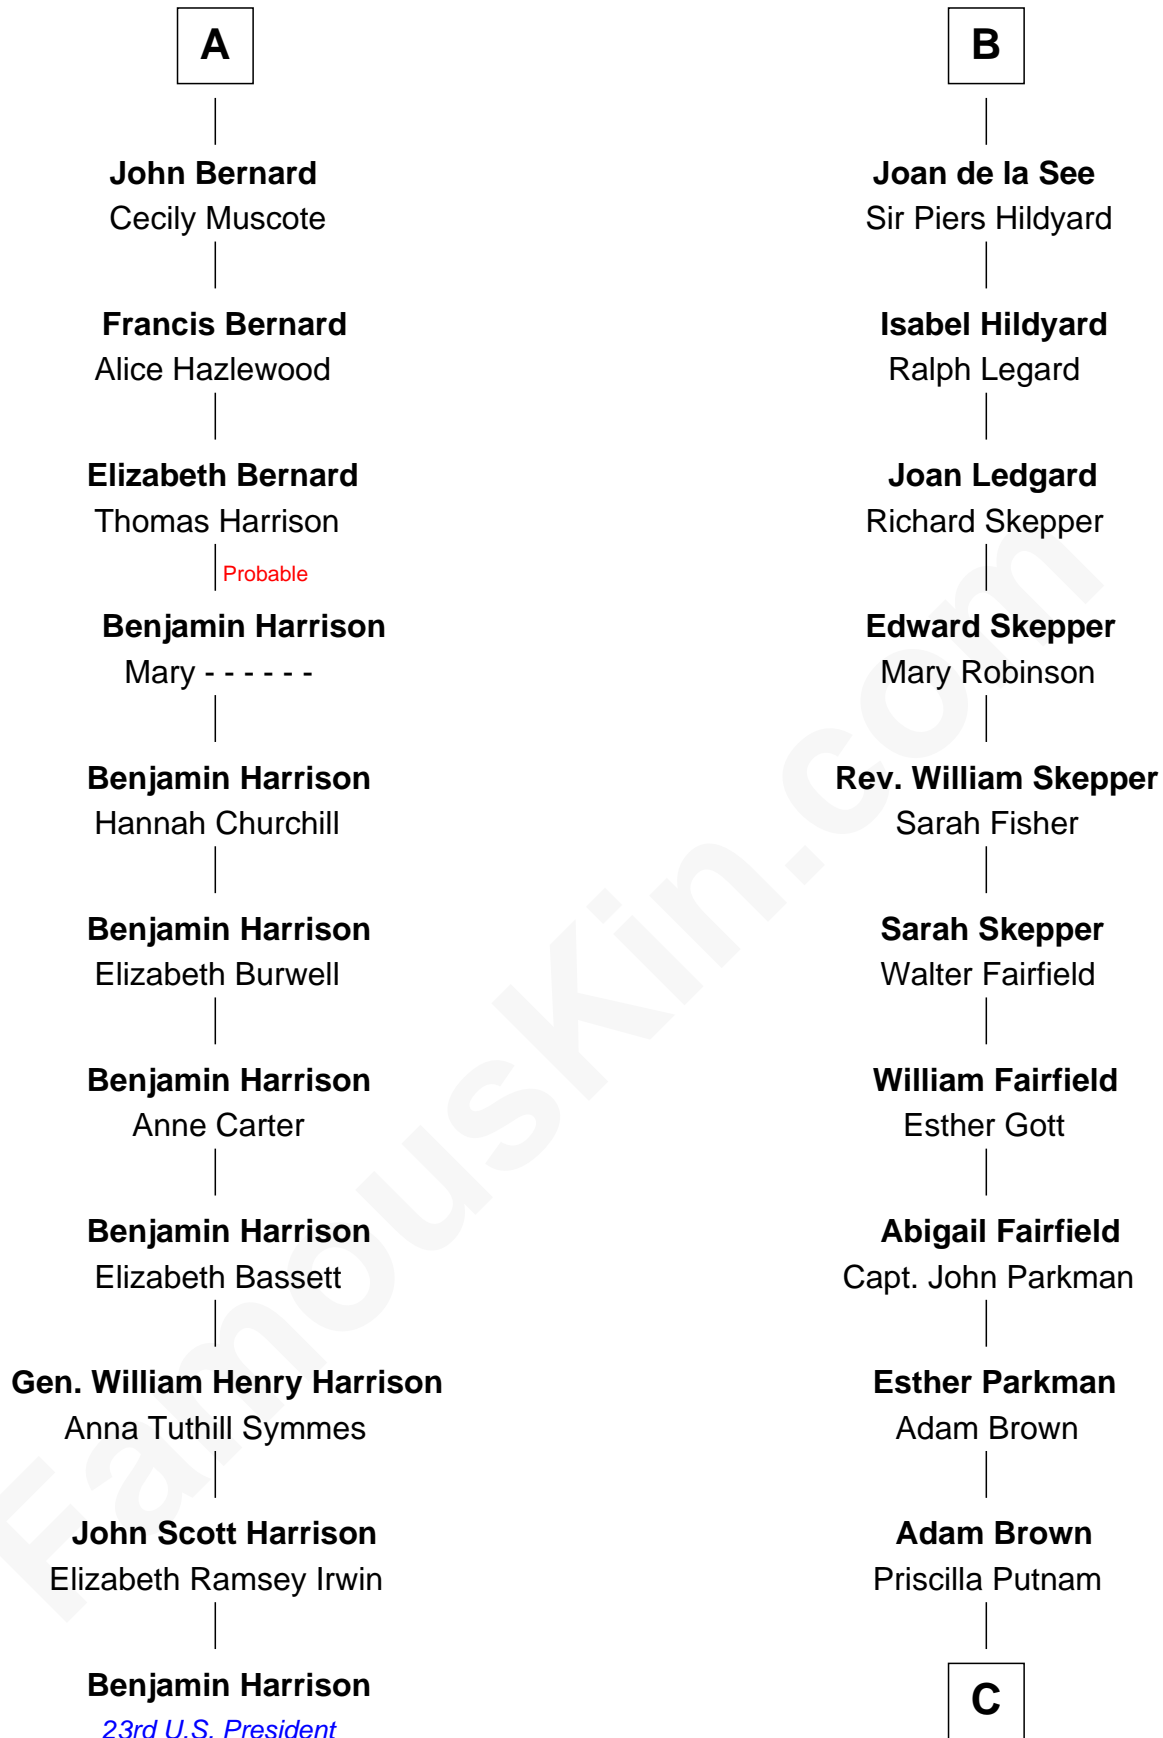 A
John Bernard
Cecily Muscote
Francis Bernard
Alice Hazlewood
Elizabeth Bernard
Thomas Harrison
Probable
Benjamin Harrison
Mary - - - - - -
Benjamin Harrison
Hannah Churchill
Benjamin Harrison
Elizabeth Burwell
Benjamin Harrison
Anne Carter
Benjamin Harrison
Elizabeth Bassett
Gen. William Henry Harrison
Anna Tuthill Symmes
John Scott Harrison
Elizabeth Ramsey Irwin
Benjamin Harrison
23rd U.S. President
B
Joan de la See
Sir Piers Hildyard
Isabel Hildyard
Ralph Legard
Joan Ledgard
Richard Skepper
Edward Skepper
Mary Robinson
Rev. William Skepper
Sarah Fisher
Sarah Skepper
Walter Fairfield
William Fairfield
Esther Gott
Abigail Fairfield
Capt. John Parkman
Esther Parkman
Adam Brown
Adam Brown
Priscilla Putnam
C
FamousKin.com